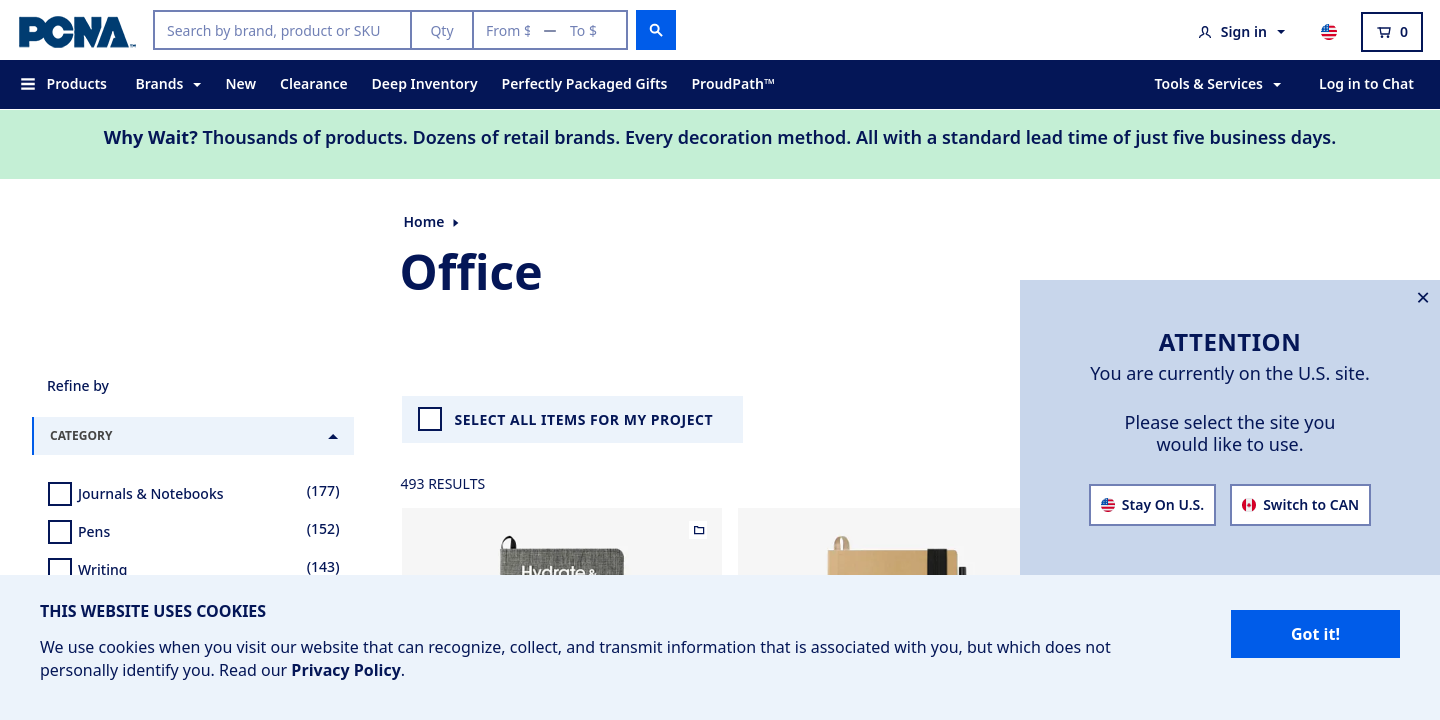 PCNA™
Search by brand, product or SKU
Qty
From $ — To $
Sign in
0
Products
Brands
New
Clearance
Deep Inventory
Perfectly Packaged Gifts
ProudPath™
Tools & Services
Log in to Chat
Why Wait? Thousands of products. Dozens of retail brands. Every decoration method. All with a standard lead time of just five business days.
Home
Office
ATTENTION
You are currently on the U.S. site.
Please select the site you
would like to use.
Stay On U.S.
Switch to CAN
Refine by
CATEGORY
Journals & Notebooks (177)
Pens (152)
Writing (143)
SELECT ALL ITEMS FOR MY PROJECT
493 RESULTS
Hydrate &
THIS WEBSITE USES COOKIES
We use cookies when you visit our website that can recognize, collect, and transmit information that is associated with you, but which does not
personally identify you. Read our Privacy Policy.
Got it!